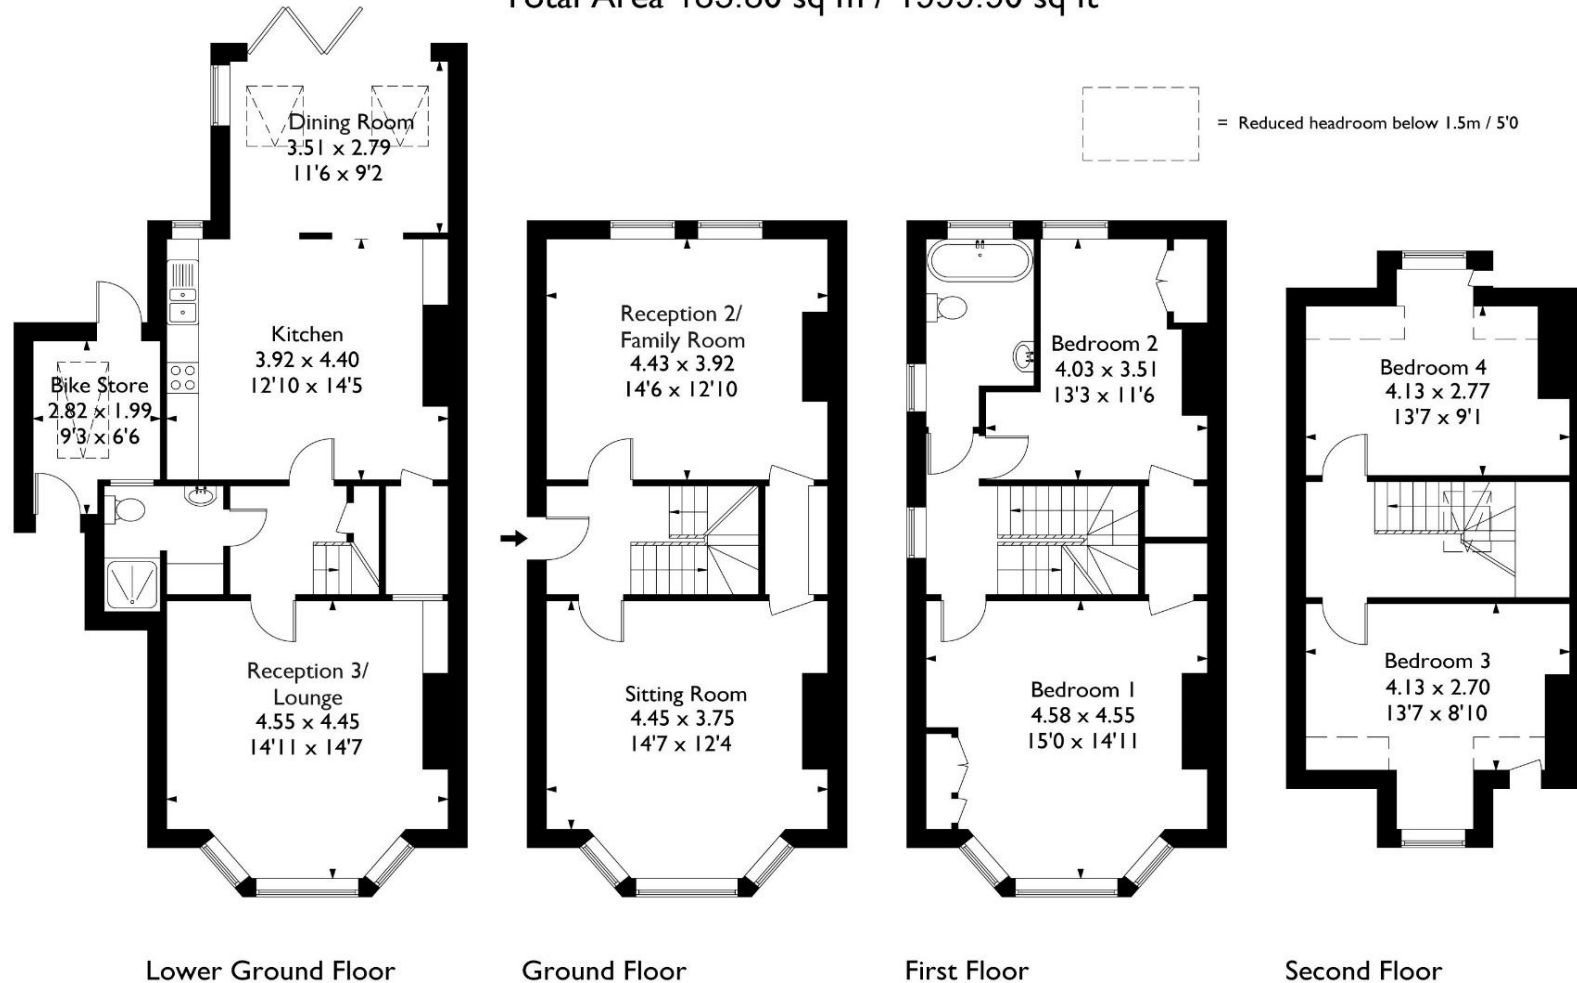 Total Area
= Reduced headroom below 1.5m / 5'0
Dining Room
3.51 x 2.79
11'6 x 9'2
Kitchen
3.92 x 4.40
12'10 x 14'5
Bike Store
2.82 x 1.99
9'3 x 6'6
Reception 3/
Lounge
4.55 x 4.45
14'11 x 14'7
Reception 2/
Family Room
4.43 x 3.92
14'6 x 12'10
Sitting Room
4.45 x 3.75
14'7 x 12'4
Bedroom 2
4.03 x 3.51
13'3 x 11'6
Bedroom 1
4.58 x 4.55
15'0 x 14'11
Bedroom 4
4.13 x 2.77
13'7 x 9'1
Bedroom 3
4.13 x 2.70
13'7 x 8'10
Lower Ground Floor
Ground Floor
First Floor
Second Floor